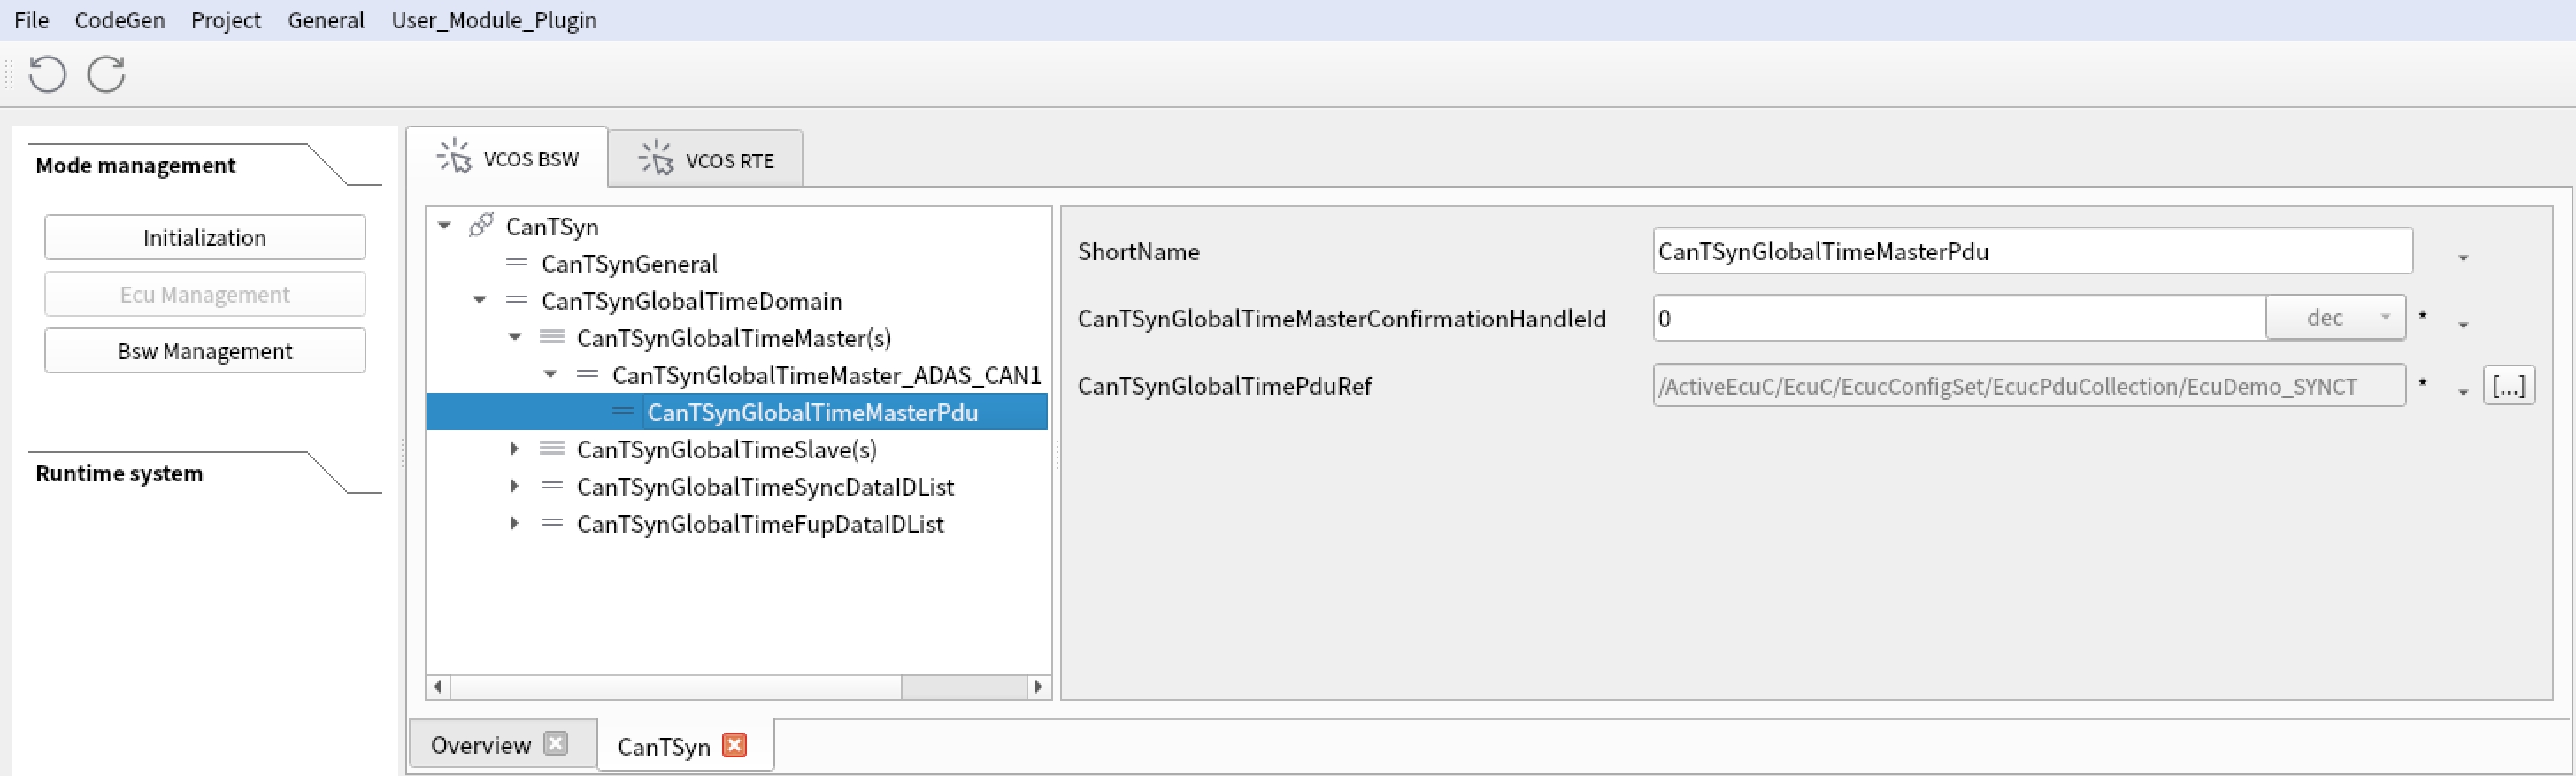 File CodeGen Project General User_Module_Plugin
Mode management
Initialization
Ecu Management
Bsw Management
Runtime system
VCOS BSW VCOS RTE
CanTSyn
CanTSynGeneral
CanTSynGlobalTimeDomain
CanTSynGlobalTimeMaster(s)
CanTSynGlobalTimeMaster_ADAS_CAN1
CanTSynGlobalTimeMasterPdu
CanTSynGlobalTimeSlave(s)
CanTSynGlobalTimeSyncDataIDList
CanTSynGlobalTimeFupDataIDList
ShortName CanTSynGlobalTimeMasterPdu
CanTSynGlobalTimeMasterConfirmationHandleId 0 dec *
CanTSynGlobalTimePduRef /ActiveEcuC/EcuC/EcucConfigSet/EcucPduCollection/EcuDemo_SYNCT * [...]
Overview CanTSyn